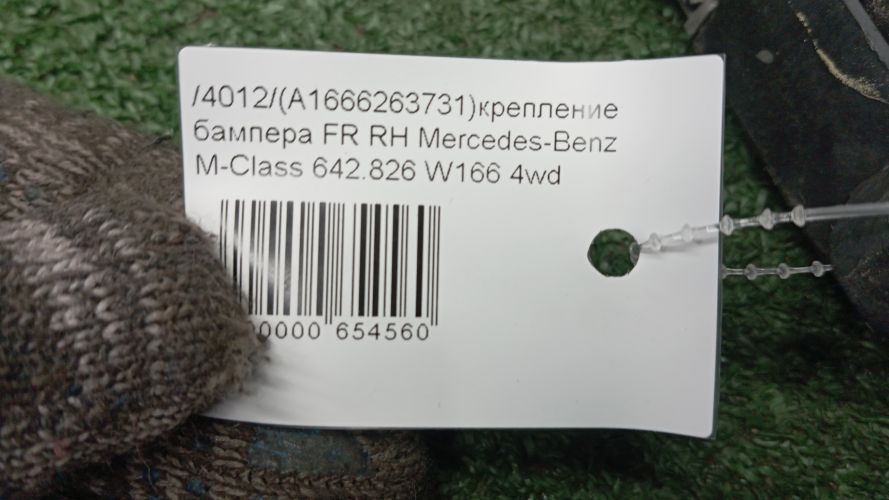 /4012/(A1666263731)крепление
бампера FR RH Mercedes-Benz
M-Class 642.826 W166 4wd
0000 654560